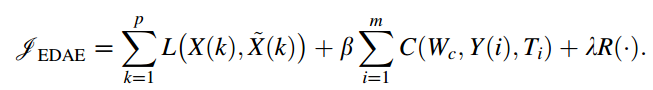 𝒥_EDAE = ∑_{k=1}^{p} L(X(k), X̃(k)) + β ∑_{i=1}^{m} C(W_c, Y(i), T_i) + λR(·).